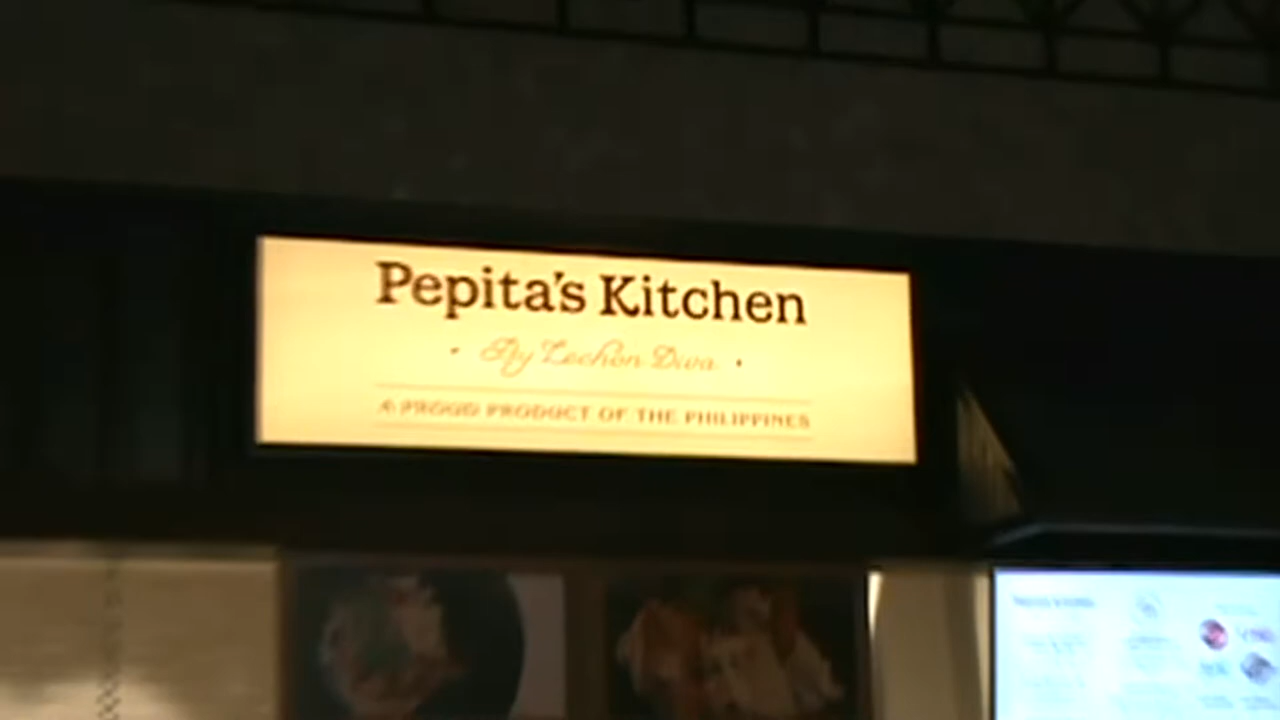 Pepita's Kitchen
• By Lechon Diva •
A PROUD PRODUCT OF THE PHILIPPINES